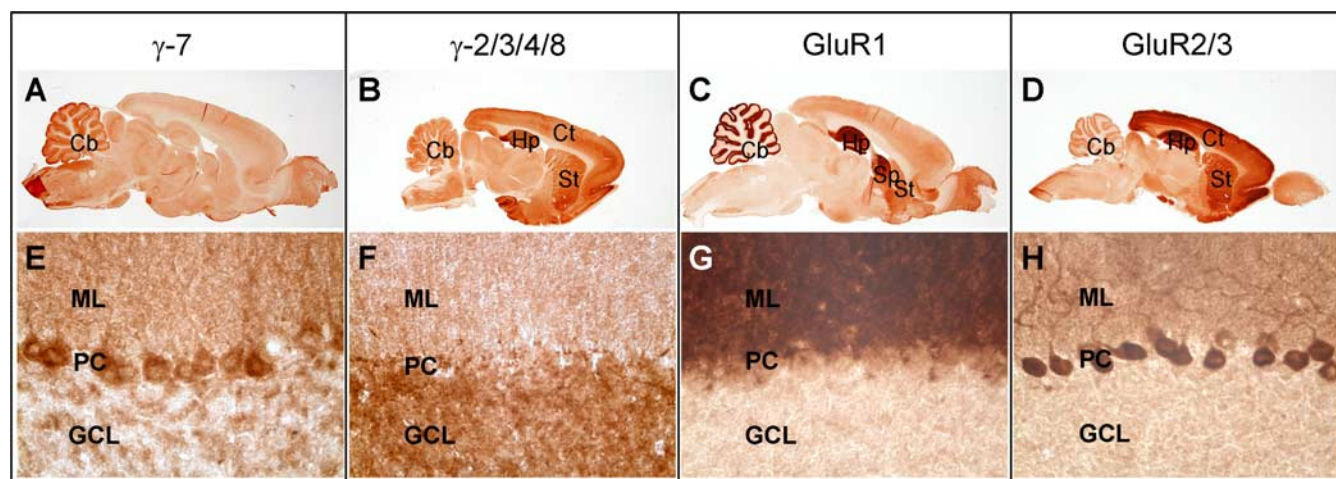 γ-7 γ-2/3/4/8 GluR1 GluR2/3
A B C D
Cb Cb Hp Ct St Cb Hp Sp St Cb Hp Ct St
E F G H
ML ML ML ML
PC PC PC PC
GCL GCL GCL GCL